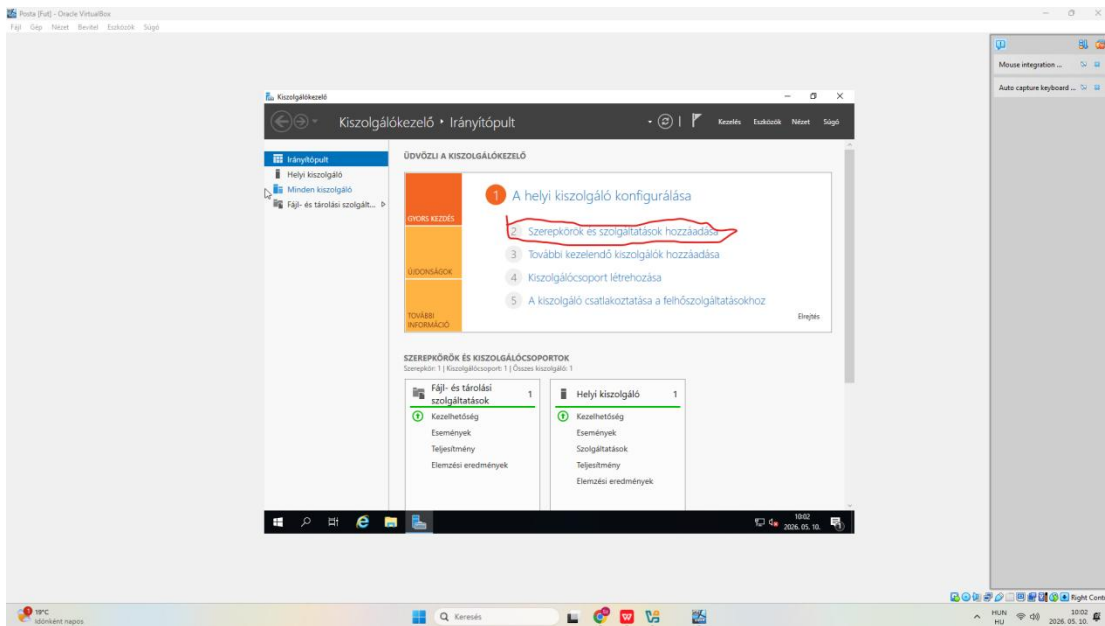 Posta [Fut] - Oracle VirtualBox
Fájl Gép Nézet Bevitel Eszközök Súgó
Mouse integration ...
Auto capture keyboard ...
Kiszolgálókezelő
Kiszolgálókezelő • Irányítópult
Kezelés Eszközök Nézet Súgó
Irányítópult
Helyi kiszolgáló
Minden kiszolgáló
Fájl- és tárolási szolgált...
ÜDVÖZLI A KISZOLGÁLÓKEZELŐ
GYORS KEZDÉS
ÚJDONSÁGOK
TOVÁBBI
INFORMÁCIÓ
1 A helyi kiszolgáló konfigurálása
2 Szerepkörök és szolgáltatások hozzáadása
3 További kezelendő kiszolgálók hozzáadása
4 Kiszolgálócsoport létrehozása
5 A kiszolgáló csatlakoztatása a felhőszolgáltatásokhoz
Elrejtés
SZEREPKÖRÖK ÉS KISZOLGÁLÓCSOPORTOK
Szerepkör: 1 | Kiszolgálócsoport: 1 | Összes kiszolgáló: 1
Fájl- és tárolási
szolgáltatások 1
Kezelhetőség
Események
Teljesítmény
Elemzési eredmények
Helyi kiszolgáló 1
Kezelhetőség
Események
Szolgáltatások
Teljesítmény
Elemzési eredmények
10:02
2026. 05. 10.
Right Cont
19°C
Időnként napos
Keresés
HUN
HU
10:02
2026. 05. 10.